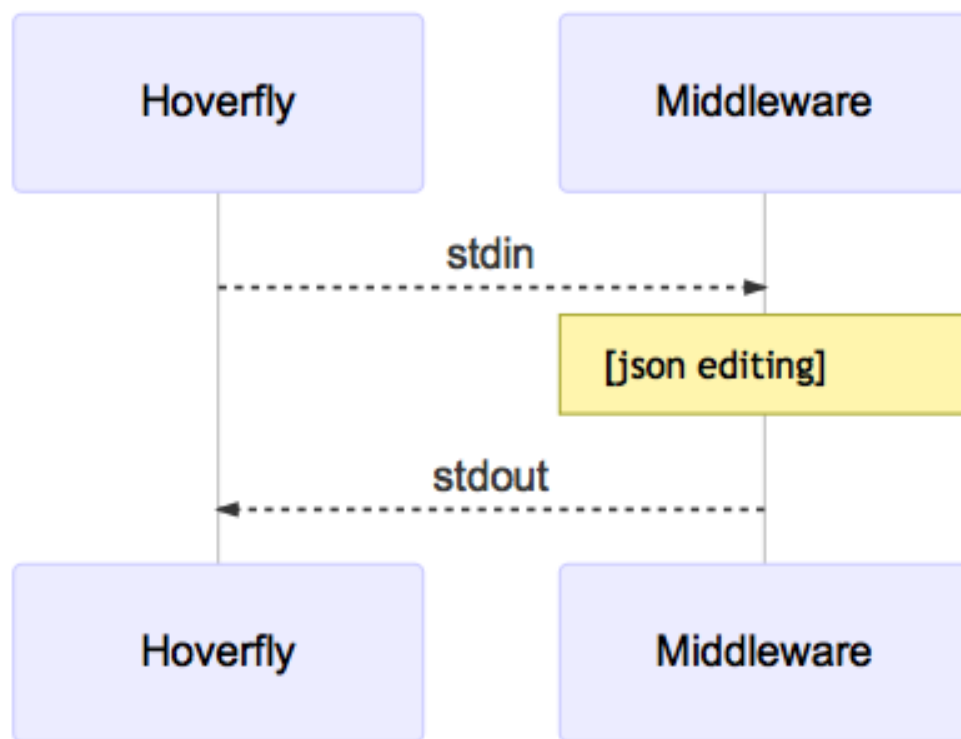 Hoverfly
Middleware
stdin
[json editing]
stdout
Hoverfly
Middleware